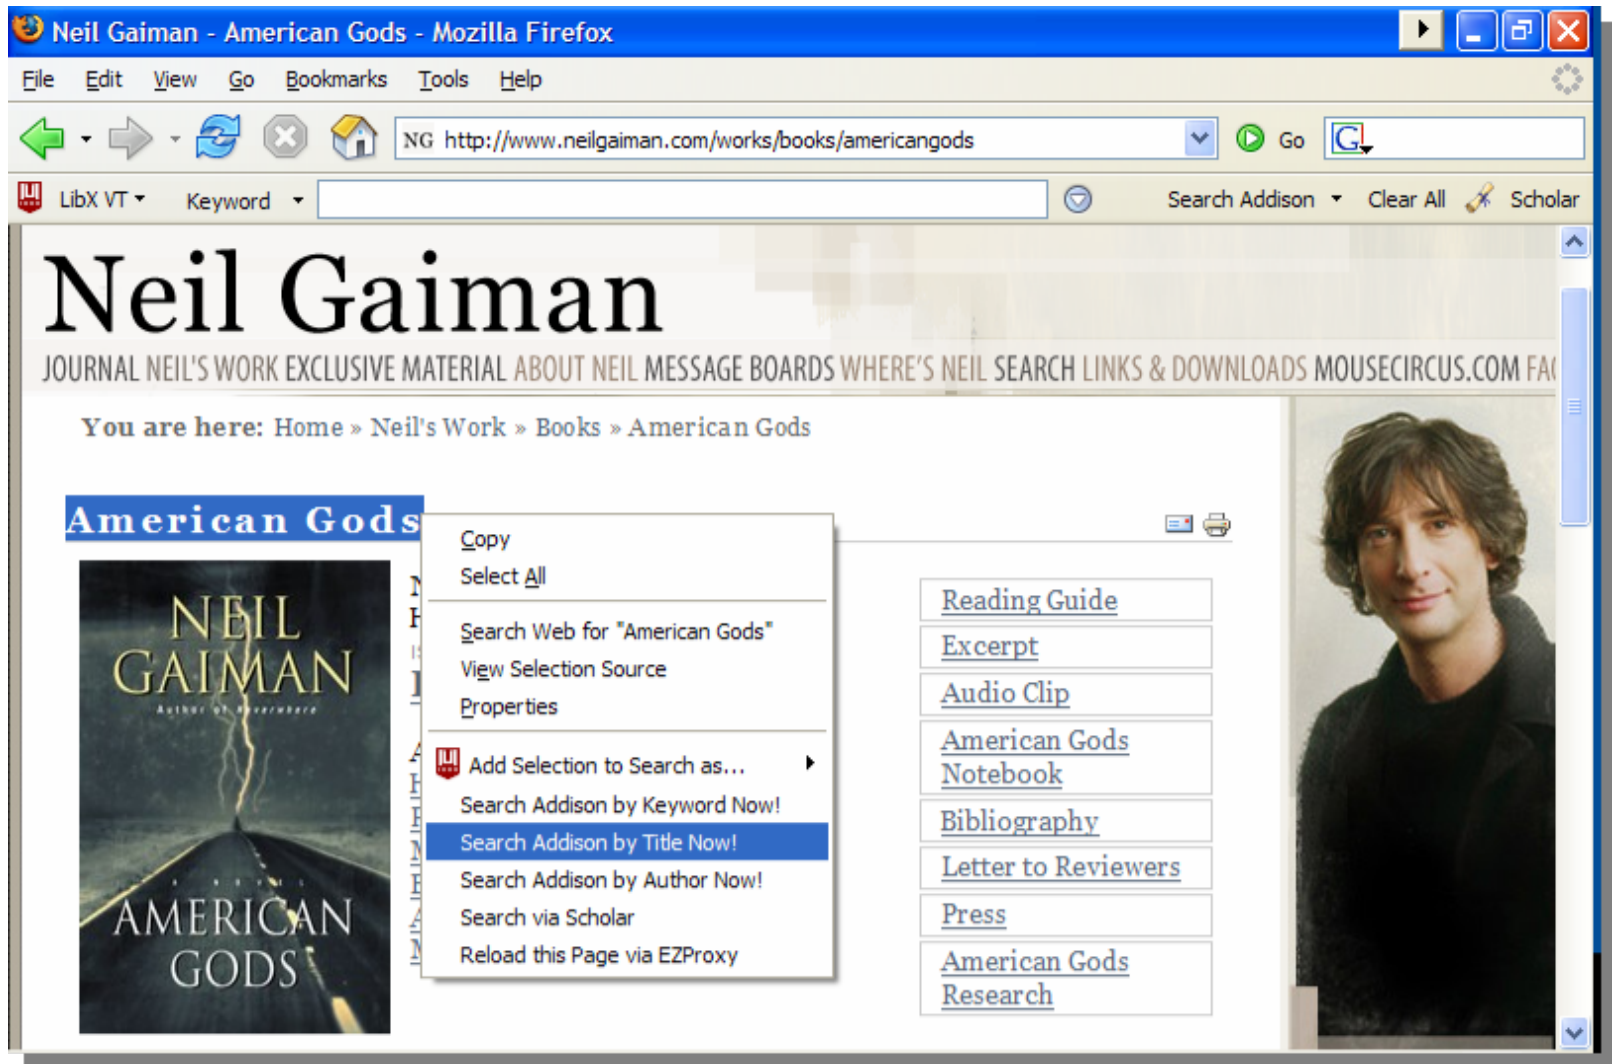 Neil Gaiman - American Gods - Mozilla Firefox
File Edit View Go Bookmarks Tools Help
NG http://www.neilgaiman.com/works/books/americangods Go G
LibX VT Keyword Search Addison Clear All Scholar
Neil Gaiman
JOURNAL NEIL'S WORK EXCLUSIVE MATERIAL ABOUT NEIL MESSAGE BOARDS WHERE'S NEIL SEARCH LINKS & DOWNLOADS MOUSECIRCUS.COM
You are here: Home » Neil's Work » Books » American Gods
American Gods
NEIL
GAIMAN
Author of Neverwhere
A NOVEL
AMERICAN
GODS
Copy
Select All
Search Web for "American Gods"
View Selection Source
Properties
Add Selection to Search as...
Search Addison by Keyword Now!
Search Addison by Title Now!
Search Addison by Author Now!
Search via Scholar
Reload this Page via EZProxy
Reading Guide
Excerpt
Audio Clip
American Gods
Notebook
Bibliography
Letter to Reviewers
Press
American Gods
Research